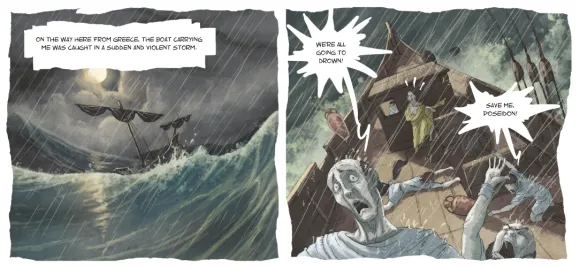 ON THE WAY HERE FROM GREECE, THE BOAT CARRYING
ME WAS CAUGHT IN A SUDDEN AND VIOLENT STORM.
WE'RE ALL
GOING TO
DROWN!
SAVE ME,
POSEIDON!